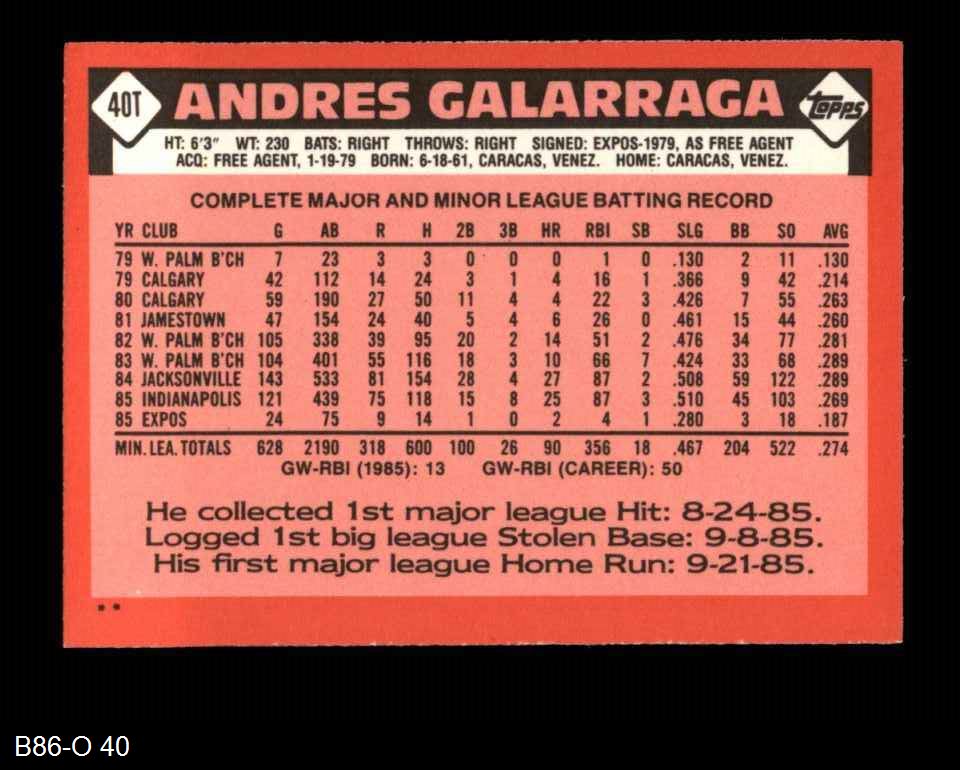 40T ANDRES GALARRAGA TOPPS
HT: 6'3" WT: 230 BATS: RIGHT THROWS: RIGHT SIGNED: EXPOS-1979, AS FREE AGENT
ACQ: FREE AGENT, 1-19-79 BORN: 6-18-61, CARACAS, VENEZ. HOME: CARACAS, VENEZ.
COMPLETE MAJOR AND MINOR LEAGUE BATTING RECORD
YR CLUB G AB R H 2B 3B HR RBI SB SLG BB SO AVG
79 W. PALM B'CH 7 23 3 3 0 0 0 1 0 .130 2 11 .130
79 CALGARY 42 112 14 24 3 1 4 16 1 .366 9 42 .214
80 CALGARY 59 190 27 50 11 4 4 22 3 .426 7 55 .263
81 JAMESTOWN 47 154 24 40 5 4 6 26 0 .461 15 44 .260
82 W. PALM B'CH 105 338 39 95 20 2 14 51 2 .476 34 77 .281
83 W. PALM B'CH 104 401 55 116 18 3 10 66 7 .424 33 68 .289
84 JACKSONVILLE 143 533 81 154 28 4 27 87 2 .508 59 122 .289
85 INDIANAPOLIS 121 439 75 118 15 8 25 87 3 .510 45 103 .269
85 EXPOS 24 75 9 14 1 0 2 4 1 .280 3 18 .187
MIN. LEA. TOTALS 628 2190 318 600 100 26 90 356 18 .467 204 522 .274
GW-RBI (1985): 13 GW-RBI (CAREER): 50
He collected 1st major league Hit: 8-24-85.
Logged 1st big league Stolen Base: 9-8-85.
His first major league Home Run: 9-21-85.
**
B86-O 40